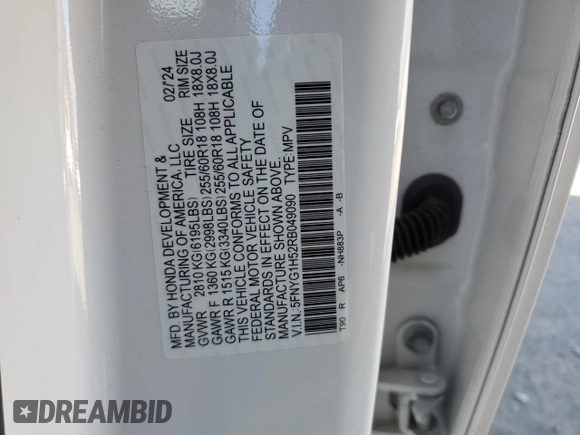 MFD. BY HONDA DEVELOPMENT & 02/'24
MANUFACTURING OF AMERICA, LLC
GVWR 2810 KG(6195LBS) TIRE SIZE RIM SIZE
GAWR F 1360 KG(2998LBS) 255/60R18 108H 18X8.0J
GAWR R 1515 KG(3340LBS) 255/60R18 108H 18X8.0J
THIS VEHICLE CONFORMS TO ALL APPLICABLE
FEDERAL MOTOR VEHICLE SAFETY
STANDARDS IN EFFECT ON THE DATE OF
MANUFACTURE SHOWN ABOVE.
V.I.N.:5FNYG1H52RB049090 TYPE:MPV
T90 R AP6 -NH883P -A -B
DREAMBID